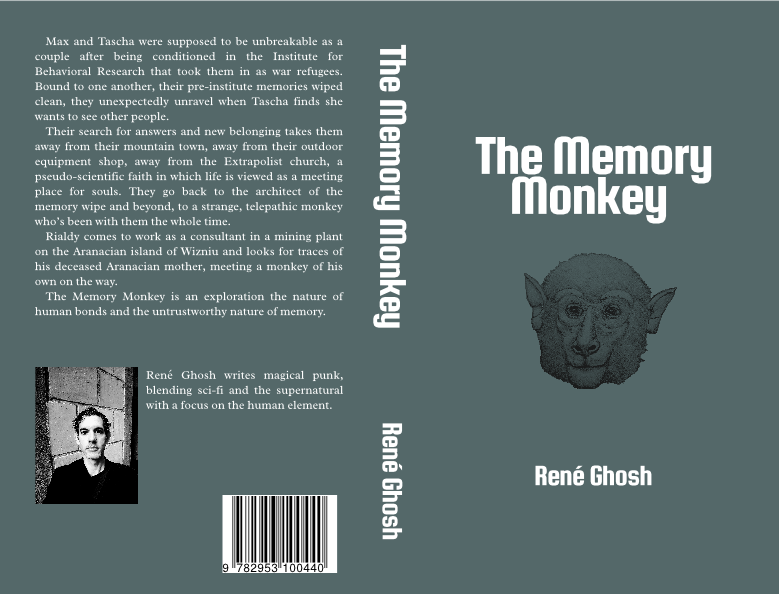 Max and Tascha were supposed to be unbreakable as a
couple after being conditioned in the Institute for
Behavioral Research that took them in as war refugees.
Bound to one another, their pre-institute memories wiped
clean, they unexpectedly unravel when Tascha finds she
wants to see other people.
Their search for answers and new belonging takes them
away from their mountain town, away from their outdoor
equipment shop, away from the Extrapolist church, a
pseudo-scientific faith in which life is viewed as a meeting
place for souls. They go back to the architect of the
memory wipe and beyond, to a strange, telepathic monkey
who's been with them the whole time.
Rialdy comes to work as a consultant in a mining plant
on the Aranacian island of Wizniu and looks for traces of
his deceased Aranacian mother, meeting a monkey of his
own on the way.
The Memory Monkey is an exploration the nature of
human bonds and the untrustworthy nature of memory.
René Ghosh writes magical punk,
blending sci-fi and the supernatural
with a focus on the human element.
9 782953 100440
The Memory Monkey
René Ghosh
The Memory
Monkey
René Ghosh